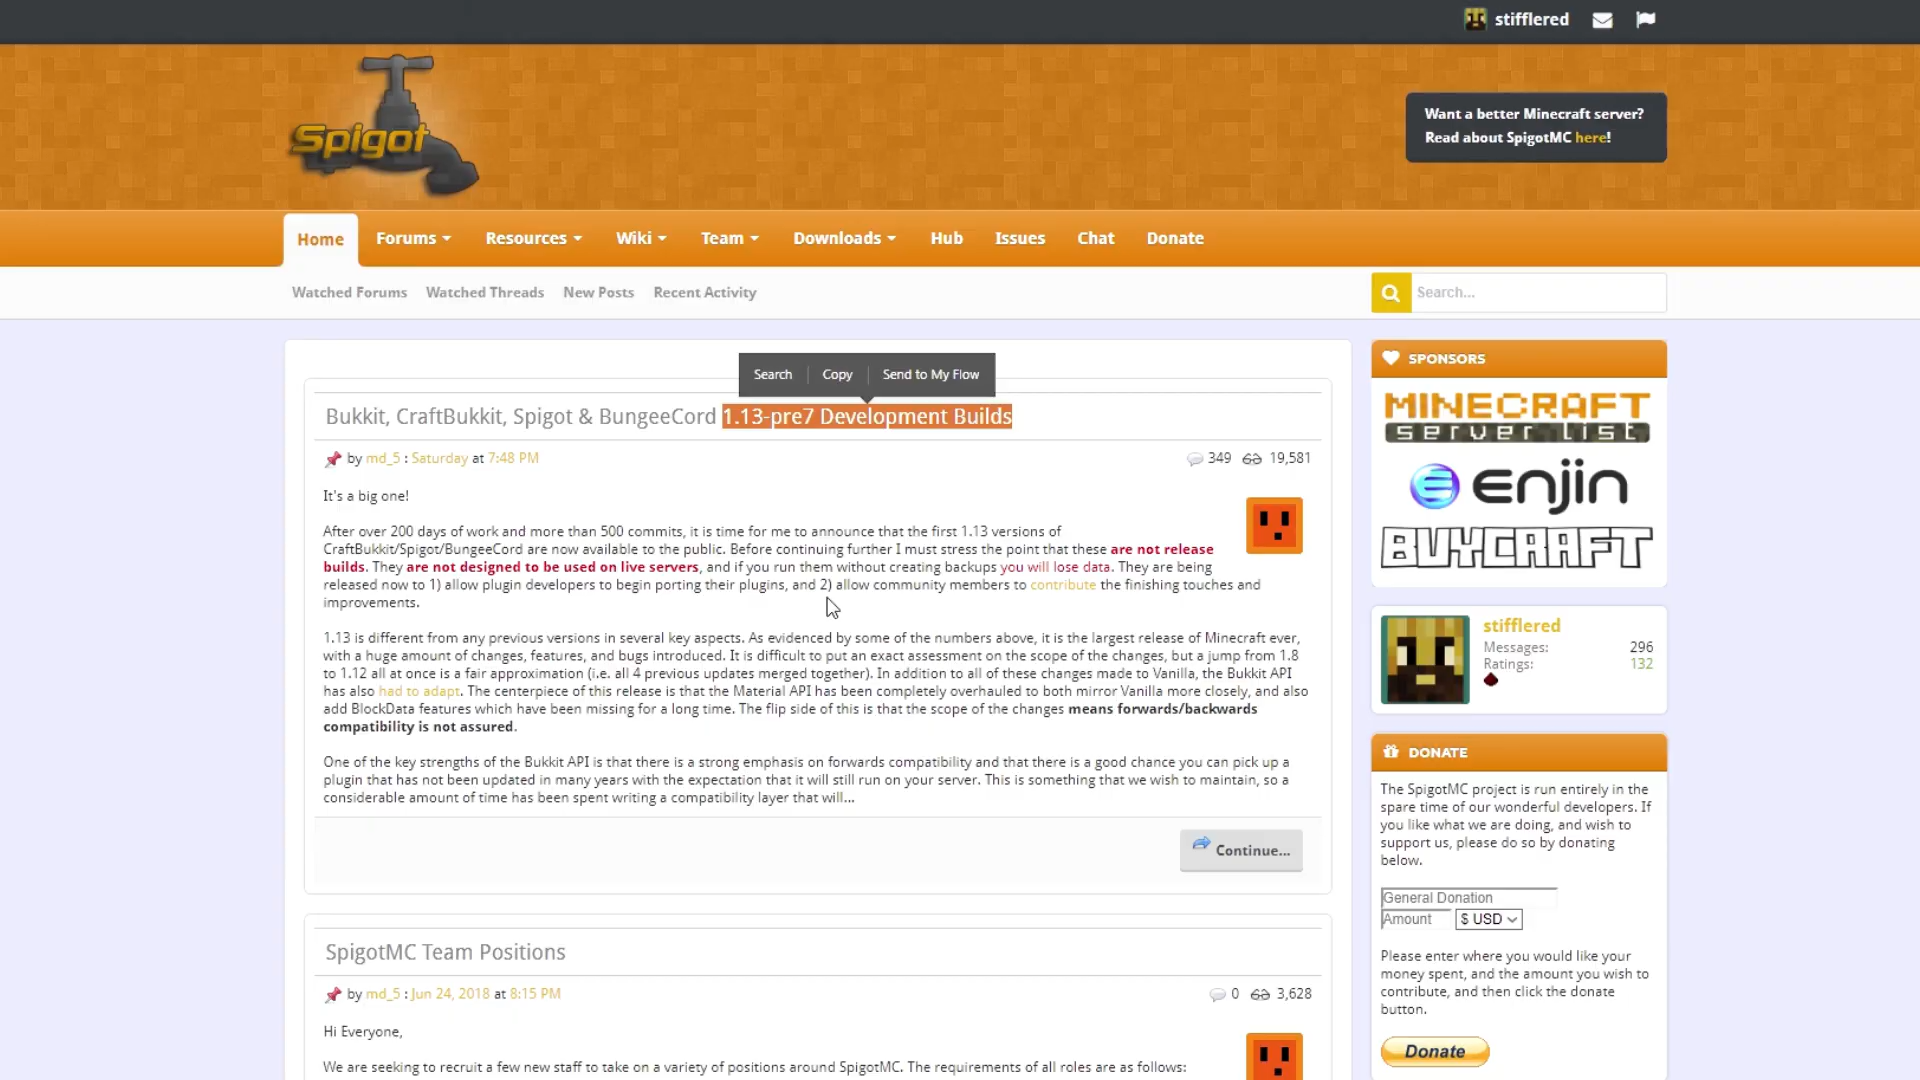 stifflered
Spigot
Want a better Minecraft server?
Read about SpigotMC here!
Home Forums Resources Wiki Team Downloads Hub Issues Chat Donate
Watched Forums Watched Threads New Posts Recent Activity
Search...
Search Copy Send to My Flow
Bukkit, CraftBukkit, Spigot & BungeeCord 1.13-pre7 Development Builds
by md_5 : Saturday at 7:48 PM
349 19,581
It's a big one!
After over 200 days of work and more than 500 commits, it is time for me to announce that the first 1.13 versions of
CraftBukkit/Spigot/BungeeCord are now available to the public. Before continuing further I must stress the point that these are not release
builds. They are not designed to be used on live servers, and if you run them without creating backups you will lose data. They are being
released now to 1) allow plugin developers to begin porting their plugins, and 2) allow community members to contribute the finishing touches and
improvements.
1.13 is different from any previous versions in several key aspects. As evidenced by some of the numbers above, it is the largest release of Minecraft ever,
with a huge amount of changes, features, and bugs introduced. It is difficult to put an exact assessment on the scope of the changes, but a jump from 1.8
to 1.12 all at once is a fair approximation (i.e. all 4 previous updates merged together). In addition to all of these changes made to Vanilla, the Bukkit API
has also had to adapt. The centerpiece of this release is that the Material API has been completely overhauled to both mirror Vanilla more closely, and also
add BlockData features which have been missing for a long time. The flip side of this is that the scope of the changes means forwards/backwards
compatibility is not assured.
One of the key strengths of the Bukkit API is that there is a strong emphasis on forwards compatibility and that there is a good chance you can pick up a
plugin that has not been updated in many years with the expectation that it will still run on your server. This is something that we wish to maintain, so a
considerable amount of time has been spent writing a compatibility layer that will...
Continue...
SpigotMC Team Positions
by md_5 : Jun 24, 2018 at 8:15 PM
0 3,628
Hi Everyone,
We are seeking to recruit a few new staff to take on a variety of positions around SpigotMC. The requirements of all roles are as follows:
SPONSORS
MINECRAFT
SERVER LIST
enjin
BUYCRAFT
stifflered
Messages: 296
Ratings: 132
DONATE
The SpigotMC project is run entirely in the
spare time of our wonderful developers. If
you like what we are doing, and wish to
support us, please do so by donating
below.
General Donation
Amount $ USD
Please enter where you would like your
money spent, and the amount you wish to
contribute, and then click the donate
button.
Donate